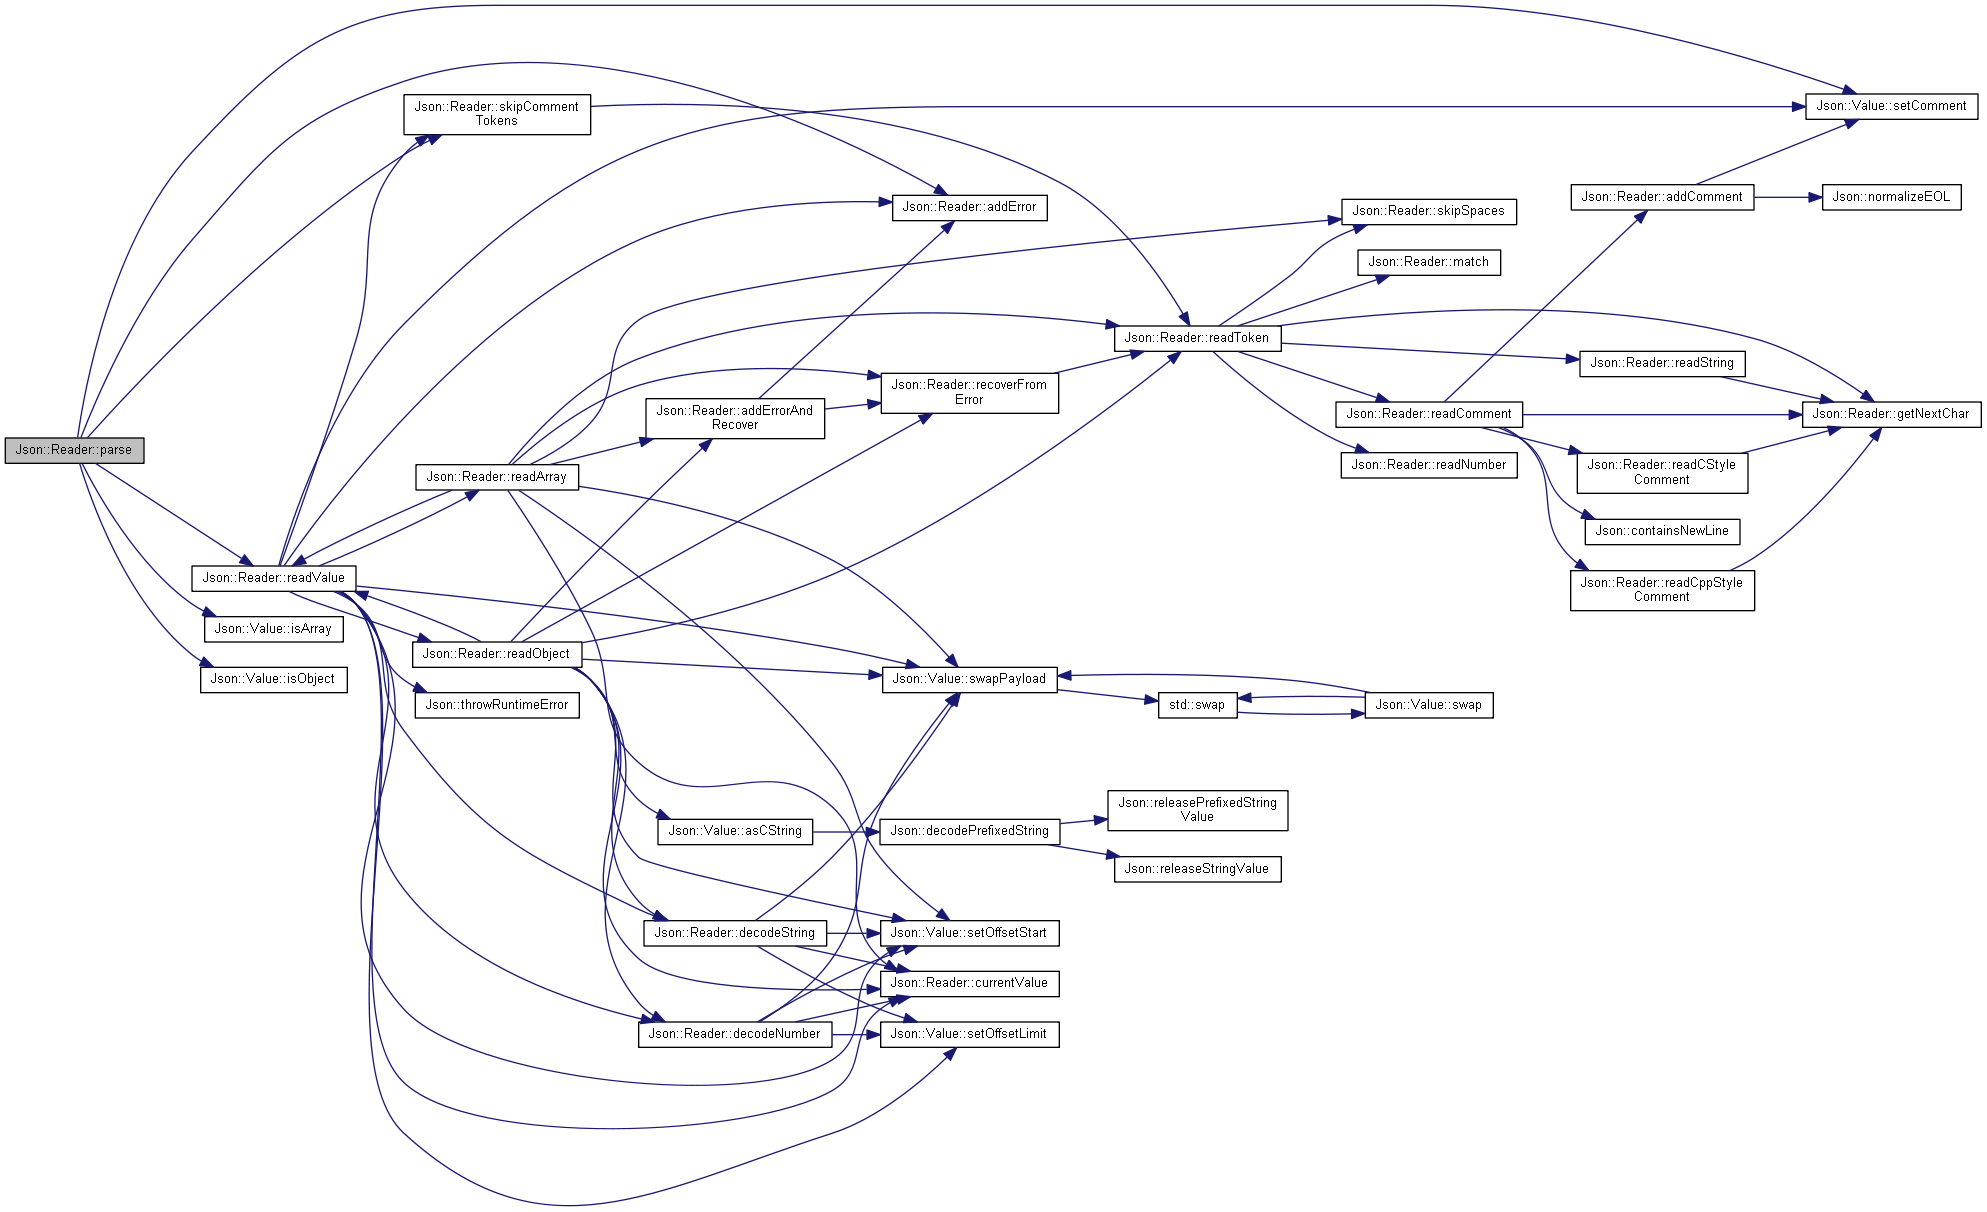 Json::Reader::parse
Json::Reader::readValue
Json::Value::isArray
Json::Value::isObject
Json::Reader::skipComment
Tokens
Json::Reader::readArray
Json::Reader::readObject
Json::throwRuntimeError
Json::Reader::addErrorAnd
Recover
Json::Value::asCString
Json::Reader::decodeString
Json::Reader::decodeNumber
Json::Reader::addError
Json::Reader::recoverFrom
Error
Json::Value::swapPayload
Json::decodePrefixedString
Json::Value::setOffsetStart
Json::Reader::currentValue
Json::Value::setOffsetLimit
Json::Reader::readToken
std::swap
Json::releasePrefixedString
Value
Json::releaseStringValue
Json::Reader::skipSpaces
Json::Reader::match
Json::Reader::readComment
Json::Reader::readNumber
Json::Value::swap
Json::Reader::addComment
Json::Reader::readString
Json::Reader::readCStyle
Comment
Json::containsNewLine
Json::Reader::readCppStyle
Comment
Json::Value::setComment
Json::normalizeEOL
Json::Reader::getNextChar